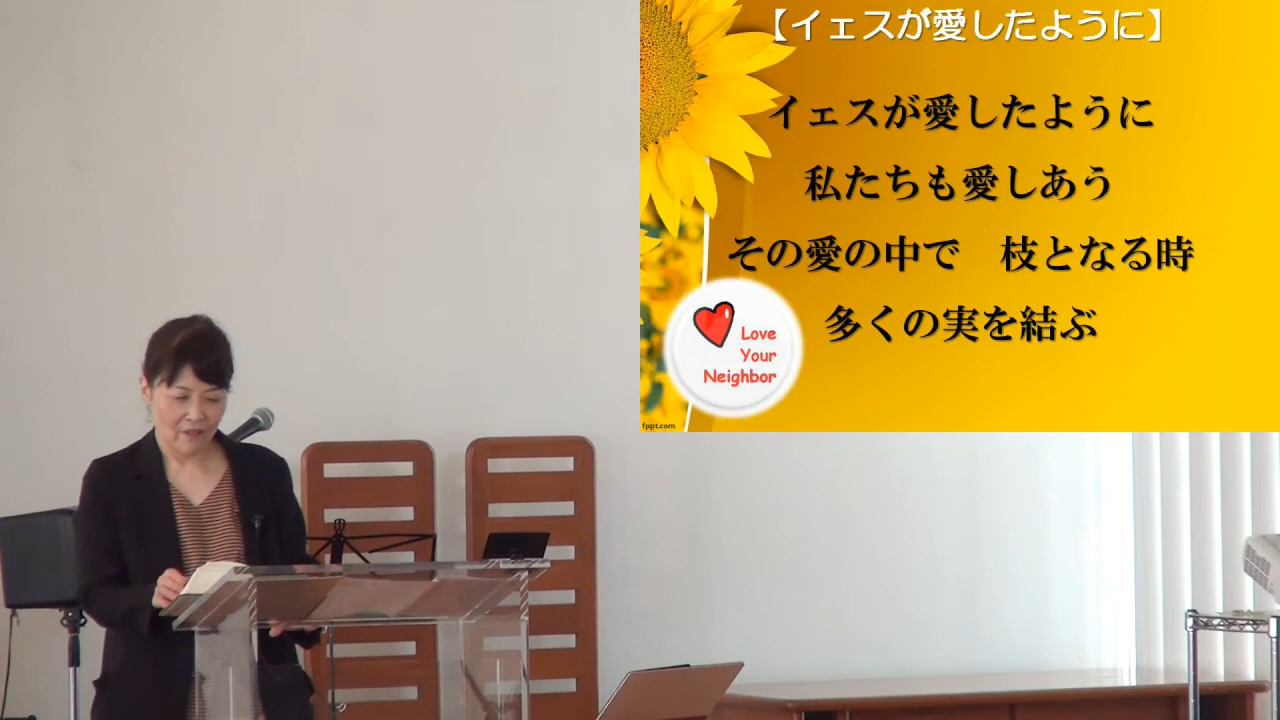 【イェスが愛したように】
イェスが愛したように
私たちも愛しあう
その愛の中で　枝となる時
多くの実を結ぶ
Love
Your
Neighbor
fppt.com